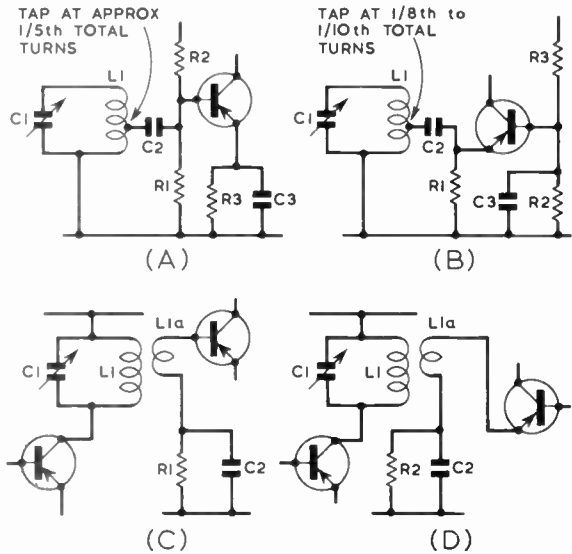 TAP AT APPROX
1/5th TOTAL
TURNS
L1
C1
C2
R2
R1
R3
C3
(A)
TAP AT 1/8th to
1/10th TOTAL
TURNS
L1
C1
C2
R3
R1
C3
R2
(B)
L1a
C1
L1
R1
C2
(C)
L1a
C1
L1
R2
C2
(D)